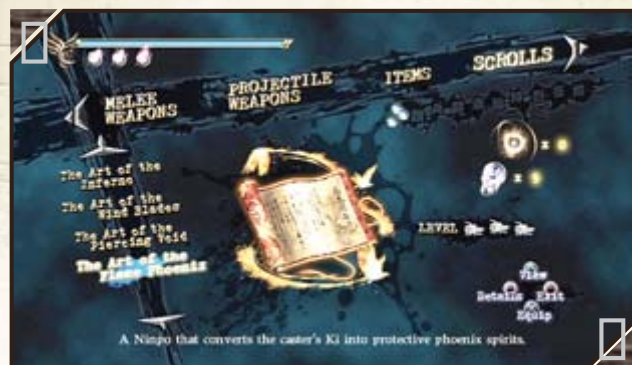 MELEE
WEAPONS
PROJECTILE
WEAPONS
ITEMS
SCROLLS
The Art of the
Inferno
The Art of the
Wind Blades
The Art of the
Piercing Void
The Art of the
Flame Phoenix
LEVEL
View
Details Exit
Equip
A Ninpo that converts the caster's Ki into protective phoenix spirits.